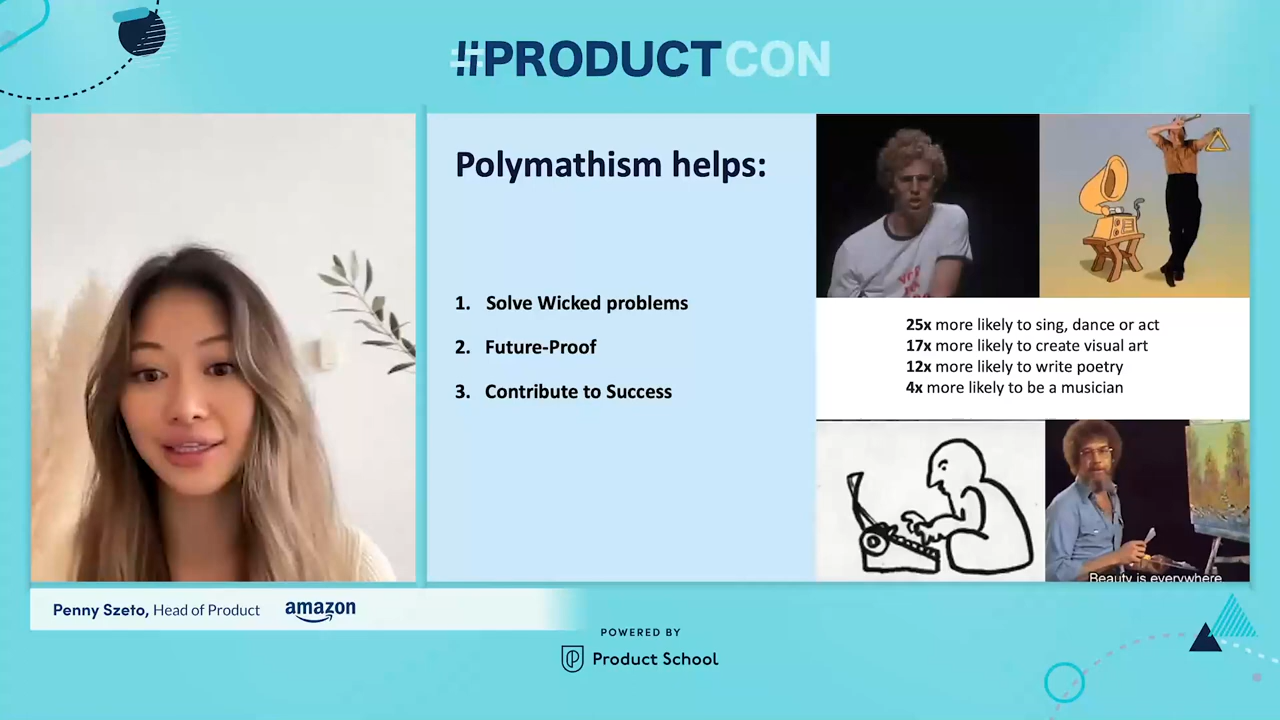 #PRODUCTCON
Polymathism helps:
1. Solve Wicked problems
2. Future-Proof
3. Contribute to Success
25x more likely to sing, dance or act
17x more likely to create visual art
12x more likely to write poetry
4x more likely to be a musician
Beauty is everywhere
Penny Szeto, Head of Product amazon
POWERED BY
Product School